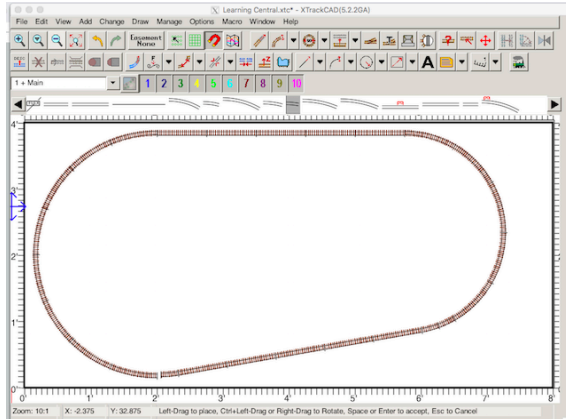 Learning Central.xtc* - XTrackCAD(5.2.2GA)
File Edit View Add Change Draw Manage Options Macro Window Help
Easement
None
1 + Main
1 2 3 4 5 6 7 8 9 10
4'
3'
2'
1'
0'
0' 1' 2' 3' 4' 5' 6' 7' 8'
Zoom: 10:1 X: -2.375 Y: 32.875 Left-Drag to place, Ctrl+Left-Drag or Right-Drag to Rotate, Space or Enter to accept, Esc to Cancel